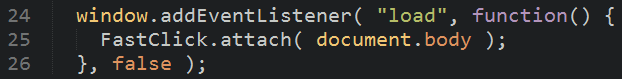 24 window.addEventListener( "load", function() {
25 FastClick.attach( document.body );
26 }, false );